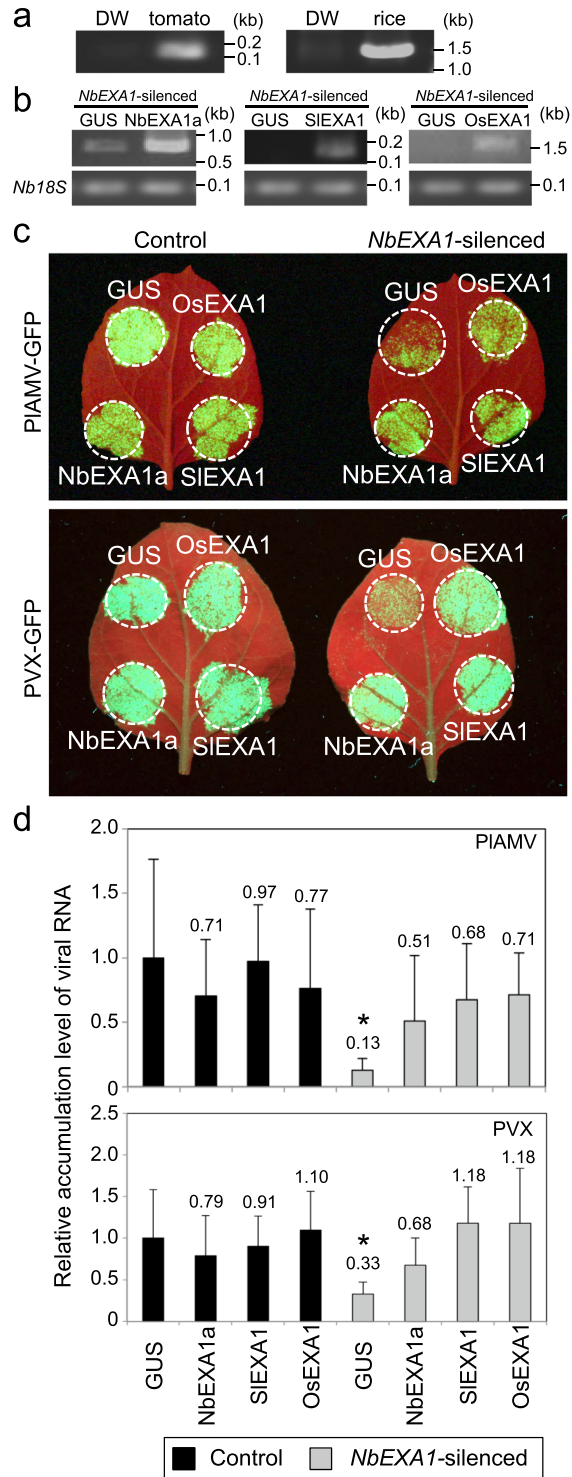 a
DW tomato (kb)
0.2
0.1
DW rice (kb)
1.5
1.0
b
NbEXA1-silenced
GUS NbEXA1a (kb)
1.0
0.5
NbEXA1-silenced
GUS SlEXA1 (kb)
0.2
0.1
NbEXA1-silenced
GUS OsEXA1 (kb)
1.5
Nb18S
0.1
0.1
0.1
c
Control NbEXA1-silenced
PlAMV-GFP
GUS OsEXA1
NbEXA1a SlEXA1
GUS OsEXA1
NbEXA1a SlEXA1
PVX-GFP
GUS OsEXA1
NbEXA1a SlEXA1
GUS OsEXA1
NbEXA1a SlEXA1
d
Relative accumulation level of viral RNA
PlAMV
2.0
1.5
1.0
0.5
0
0.71
0.97
0.77
*
0.13
0.51
0.68
0.71
PVX
2.5
2.0
1.5
1.0
0.5
0
0.79
0.91
1.10
*
0.33
0.68
1.18
1.18
GUS
NbEXA1a
SlEXA1
OsEXA1
GUS
NbEXA1a
SlEXA1
OsEXA1
Control NbEXA1-silenced